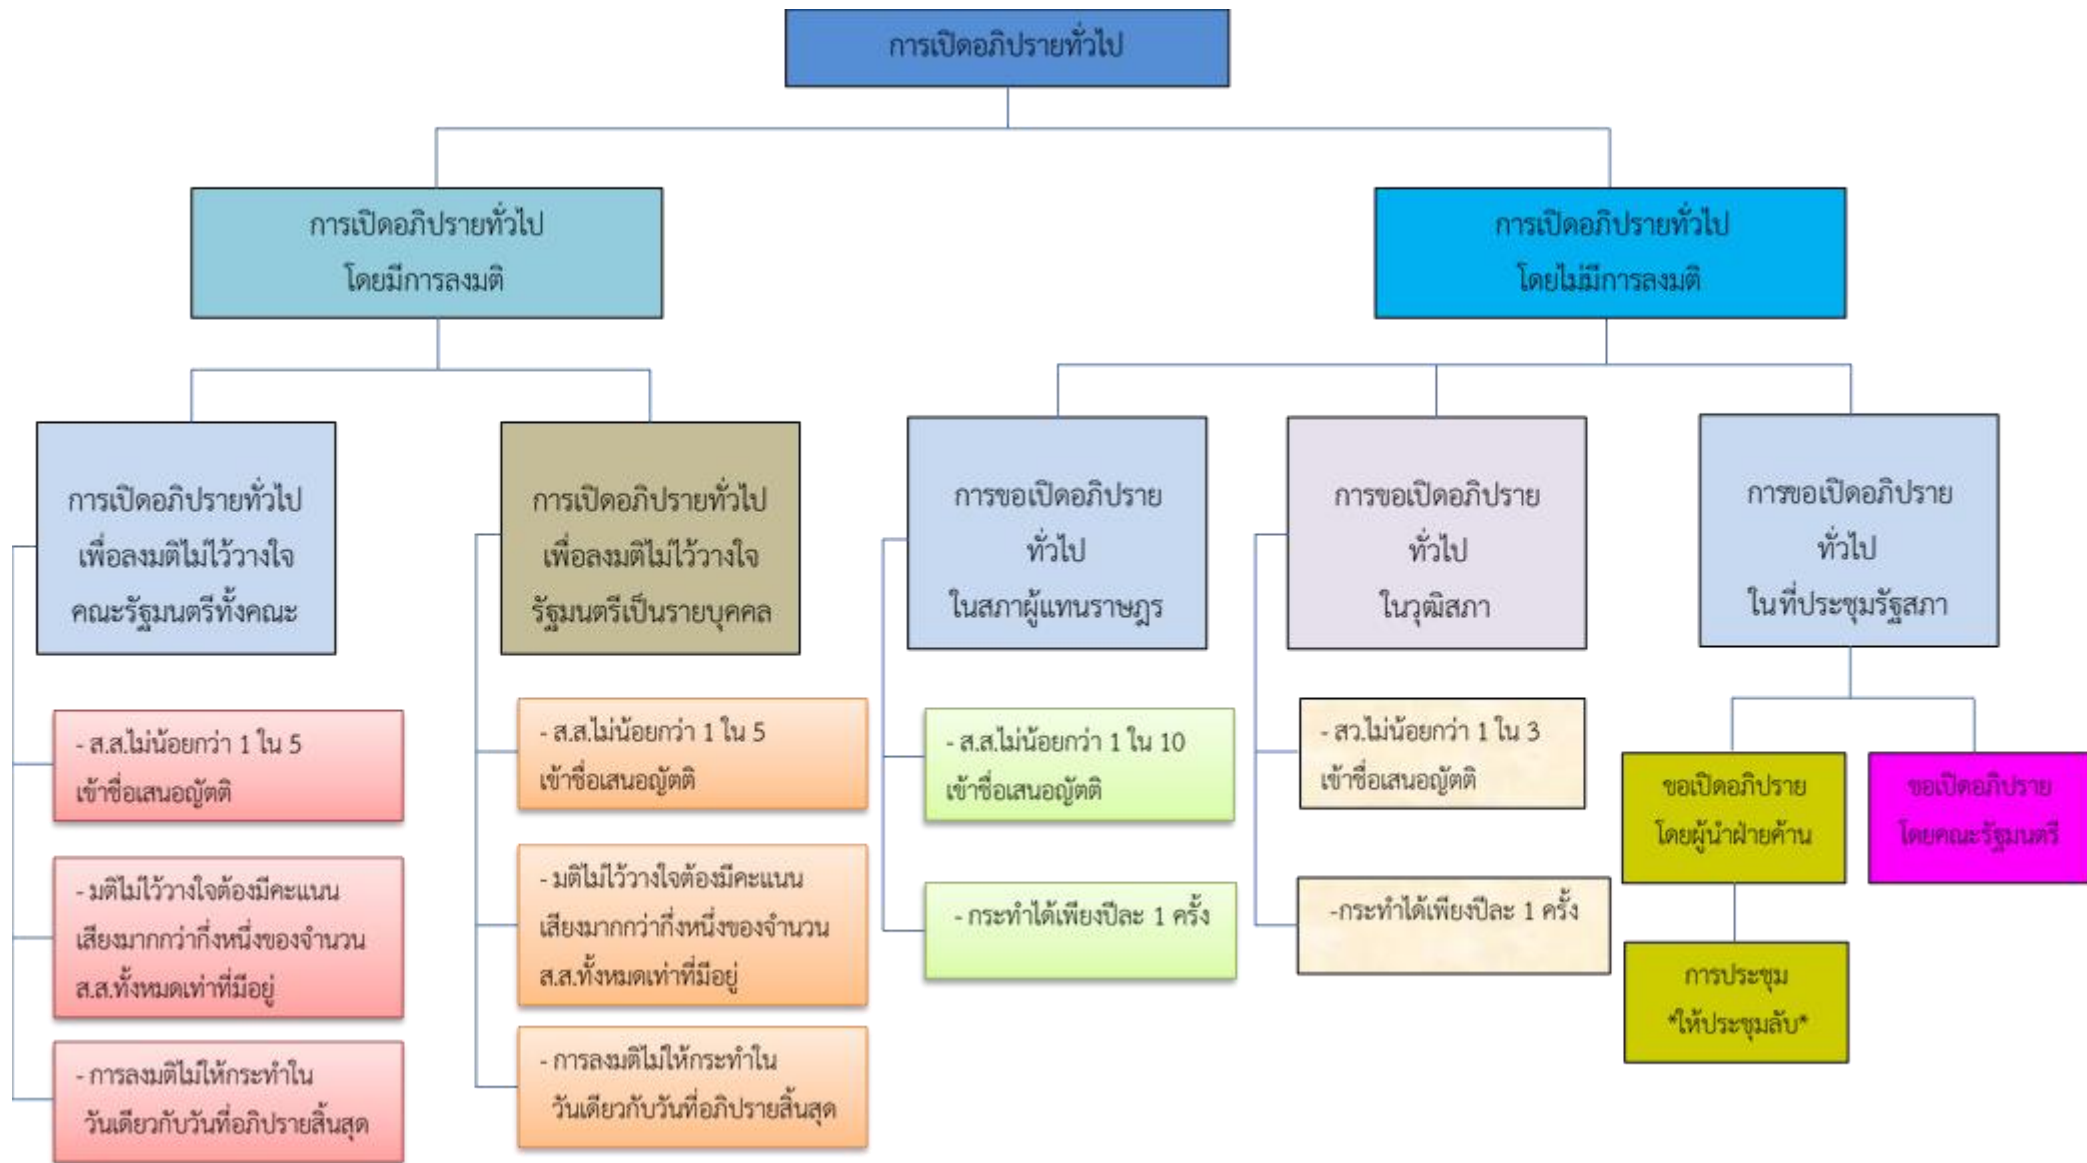 การเปิดอภิปรายทั่วไป
การเปิดอภิปรายทั่วไป
โดยมีการลงมติ
การเปิดอภิปรายทั่วไป
โดยไม่มีการลงมติ
การเปิดอภิปรายทั่วไป
เพื่อลงมติไม่ไว้วางใจ
คณะรัฐมนตรีทั้งคณะ
การเปิดอภิปรายทั่วไป
เพื่อลงมติไม่ไว้วางใจ
รัฐมนตรีเป็นรายบุคคล
การขอเปิดอภิปราย
ทั่วไป
ในสภาผู้แทนราษฎร
การขอเปิดอภิปราย
ทั่วไป
ในวุฒิสภา
การขอเปิดอภิปราย
ทั่วไป
ในที่ประชุมรัฐสภา
- ส.ส.ไม่น้อยกว่า 1 ใน 5
เข้าชื่อเสนอญัตติ
- มติไม่ไว้วางใจต้องมีคะแนน
เสียงมากกว่ากึ่งหนึ่งของจำนวน
ส.ส.ทั้งหมดเท่าที่มีอยู่
- การลงมติไม่ให้กระทำใน
วันเดียวกับวันที่อภิปรายสิ้นสุด
- ส.ส.ไม่น้อยกว่า 1 ใน 5
เข้าชื่อเสนอญัตติ
- มติไม่ไว้วางใจต้องมีคะแนน
เสียงมากกว่ากึ่งหนึ่งของจำนวน
ส.ส.ทั้งหมดเท่าที่มีอยู่
- การลงมติไม่ให้กระทำใน
วันเดียวกับวันที่อภิปรายสิ้นสุด
- ส.ส.ไม่น้อยกว่า 1 ใน 10
เข้าชื่อเสนอญัตติ
- กระทำได้เพียงปีละ 1 ครั้ง
- สว.ไม่น้อยกว่า 1 ใน 3
เข้าชื่อเสนอญัตติ
-กระทำได้เพียงปีละ 1 ครั้ง
ขอเปิดอภิปราย
โดยผู้นำฝ่ายค้าน
ขอเปิดอภิปราย
โดยคณะรัฐมนตรี
การประชุม
*ให้ประชุมลับ*